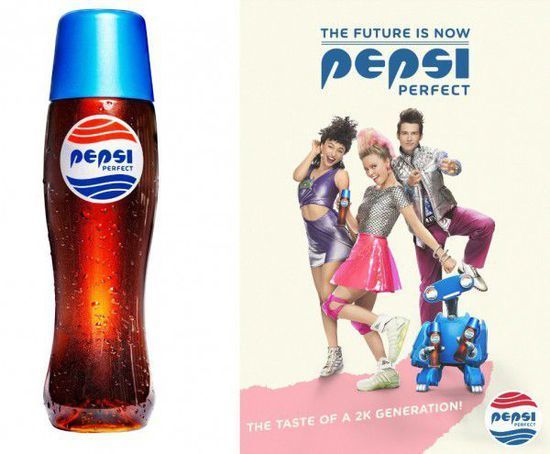 PEPSI
PERFECT
THE FUTURE IS NOW
PEPSI
PERFECT
THE TASTE OF A 2K GENERATION!
PEPSI
PERFECT